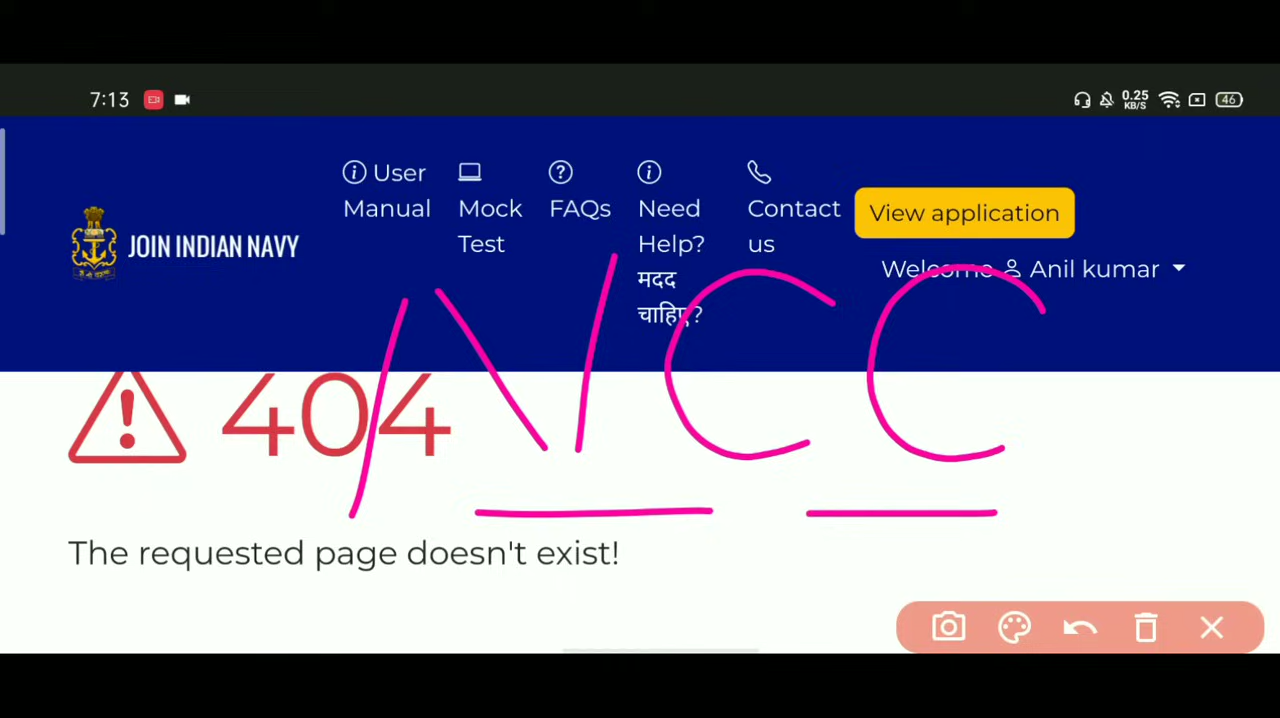 7:13 0.25 KB/S 46
User Manual
Mock Test
FAQs
Need Help? मदद चाहिए?
Contact us
View application
JOIN INDIAN NAVY
Welcome Anil kumar
NCC
404
The requested page doesn't exist!